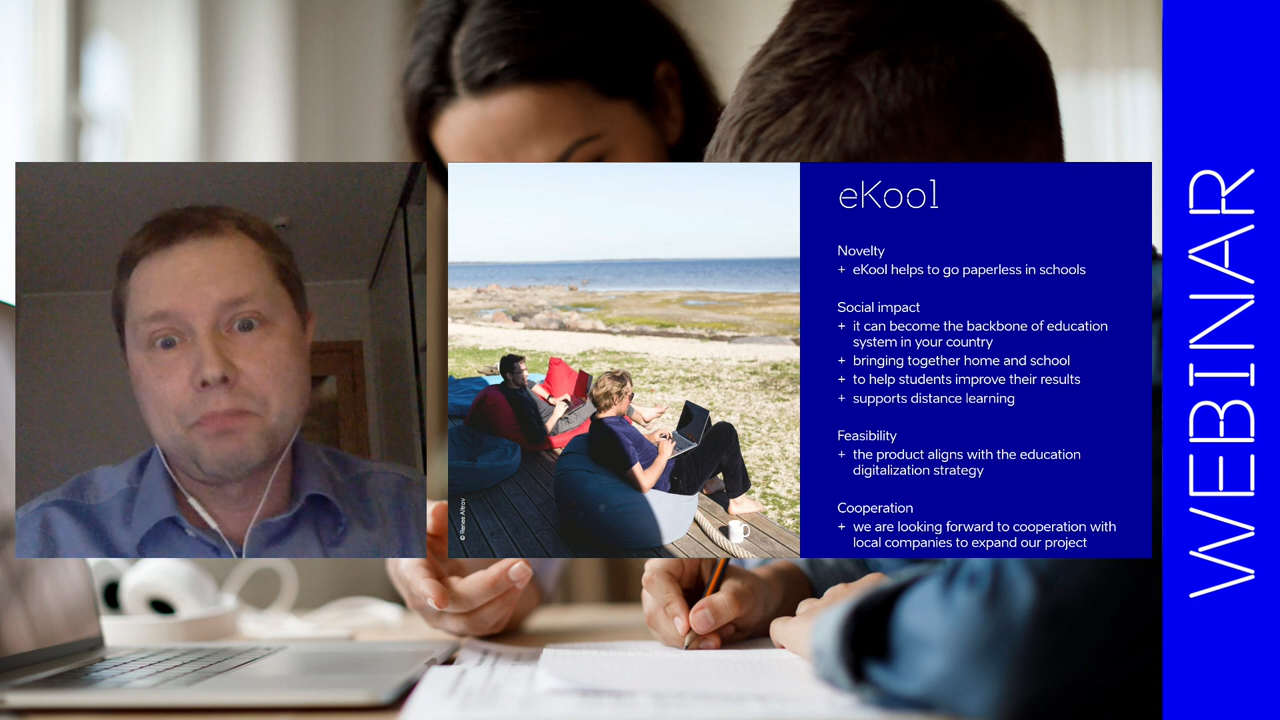 eKool
Novelty
+ eKool helps to go paperless in schools
Social impact
+ it can become the backbone of education
system in your country
+ bringing together home and school
+ to help students improve their results
+ supports distance learning
Feasibility
+ the product aligns with the education
digitalization strategy
Cooperation
+ we are looking forward to cooperation with
local companies to expand our project
WEBINAR